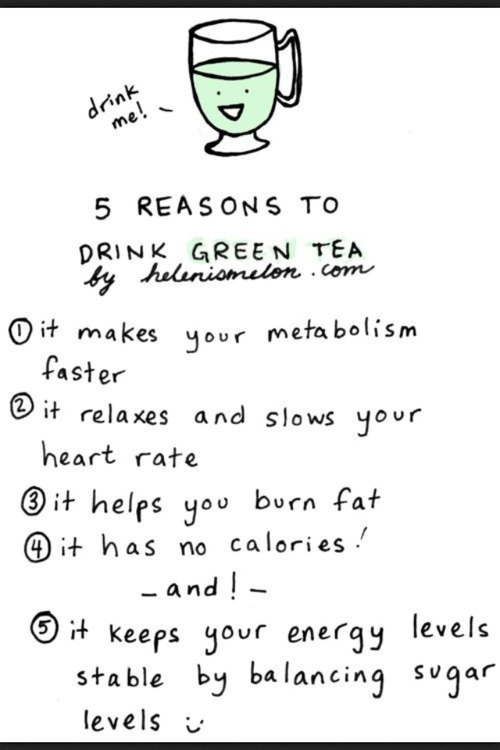 drink
me!
5 REASONS TO
DRINK GREEN TEA
by helenismelon.com
① it makes your metabolism
faster
② it relaxes and slows your
heart rate
③ it helps you burn fat
④ it has no calories!
- and! -
⑤ it keeps your energy levels
stable by balancing sugar
levels :)